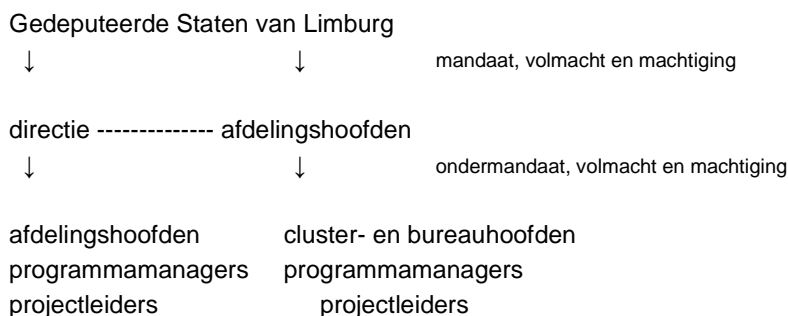 Gedeputeerde Staten van Limburg
↓ ↓ mandaat, volmacht en machtiging
directie -------------- afdelingshoofden
↓ ↓ ondermandaat, volmacht en machtiging
afdelingshoofden cluster- en bureauhoofden
programmamanagers programmamanagers
projectleiders projectleiders